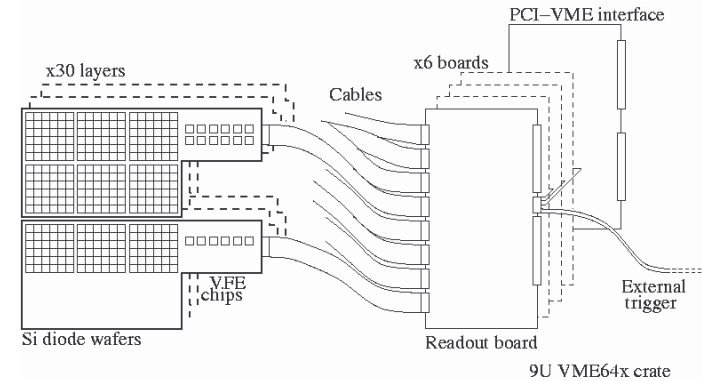 PCI–VME interface
x30 layers
x6 boards
Cables
VFE
chips
External
trigger
Si diode wafers
Readout board
9U VME64x crate